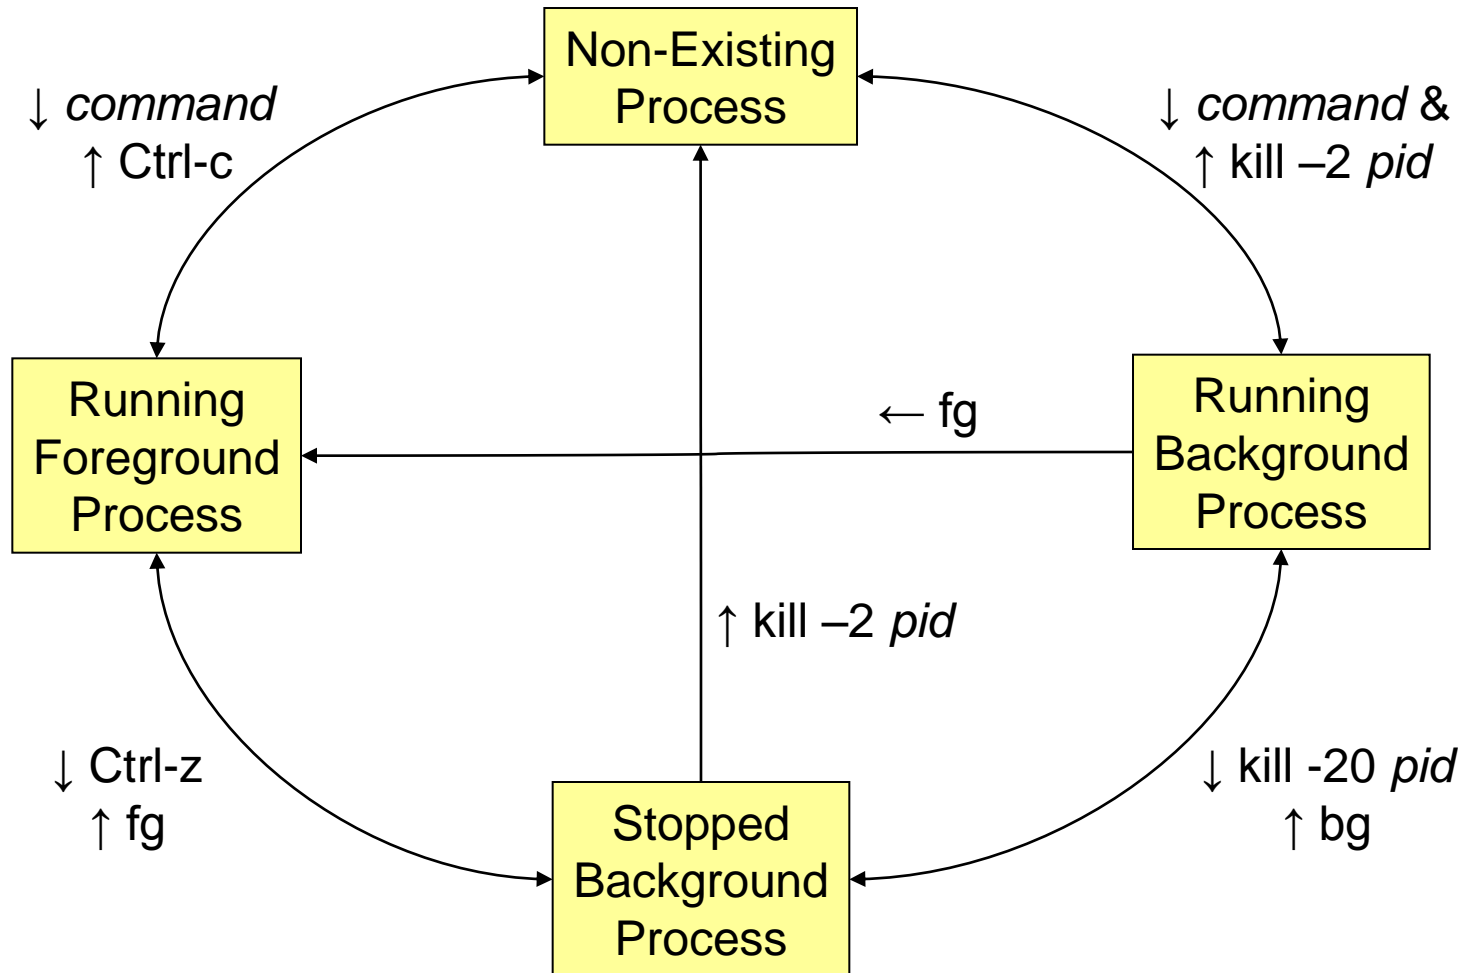 Non-Existing
Process
↓ command
↑ Ctrl-c
↓ command &
↑ kill –2 pid
Running
Foreground
Process
← fg
Running
Background
Process
↑ kill –2 pid
↓ Ctrl-z
↑ fg
↓ kill -20 pid
↑ bg
Stopped
Background
Process